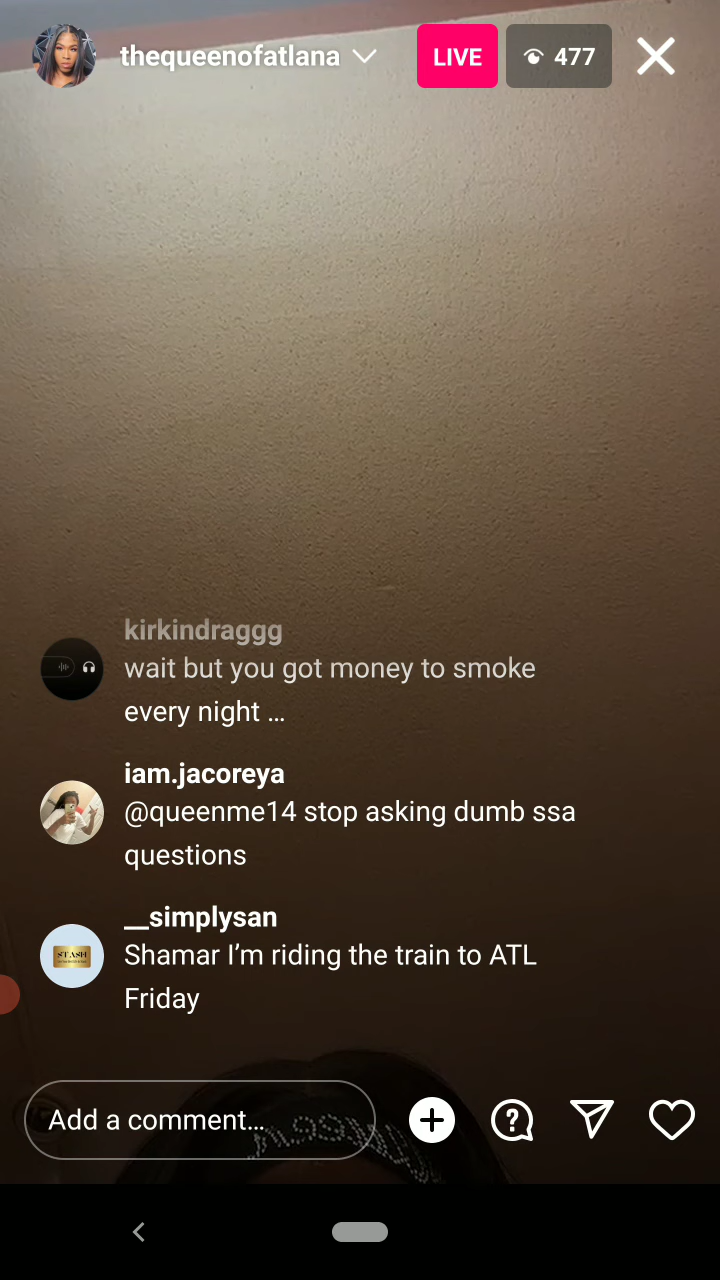 thequeenofatlana
LIVE
477
kirkindraggg
wait but you got money to smoke
every night ...
iam.jacoreya
@queenme14 stop asking dumb ssa
questions
__simplysan
STASH
Shamar I’m riding the train to ATL
Friday
Add a comment...